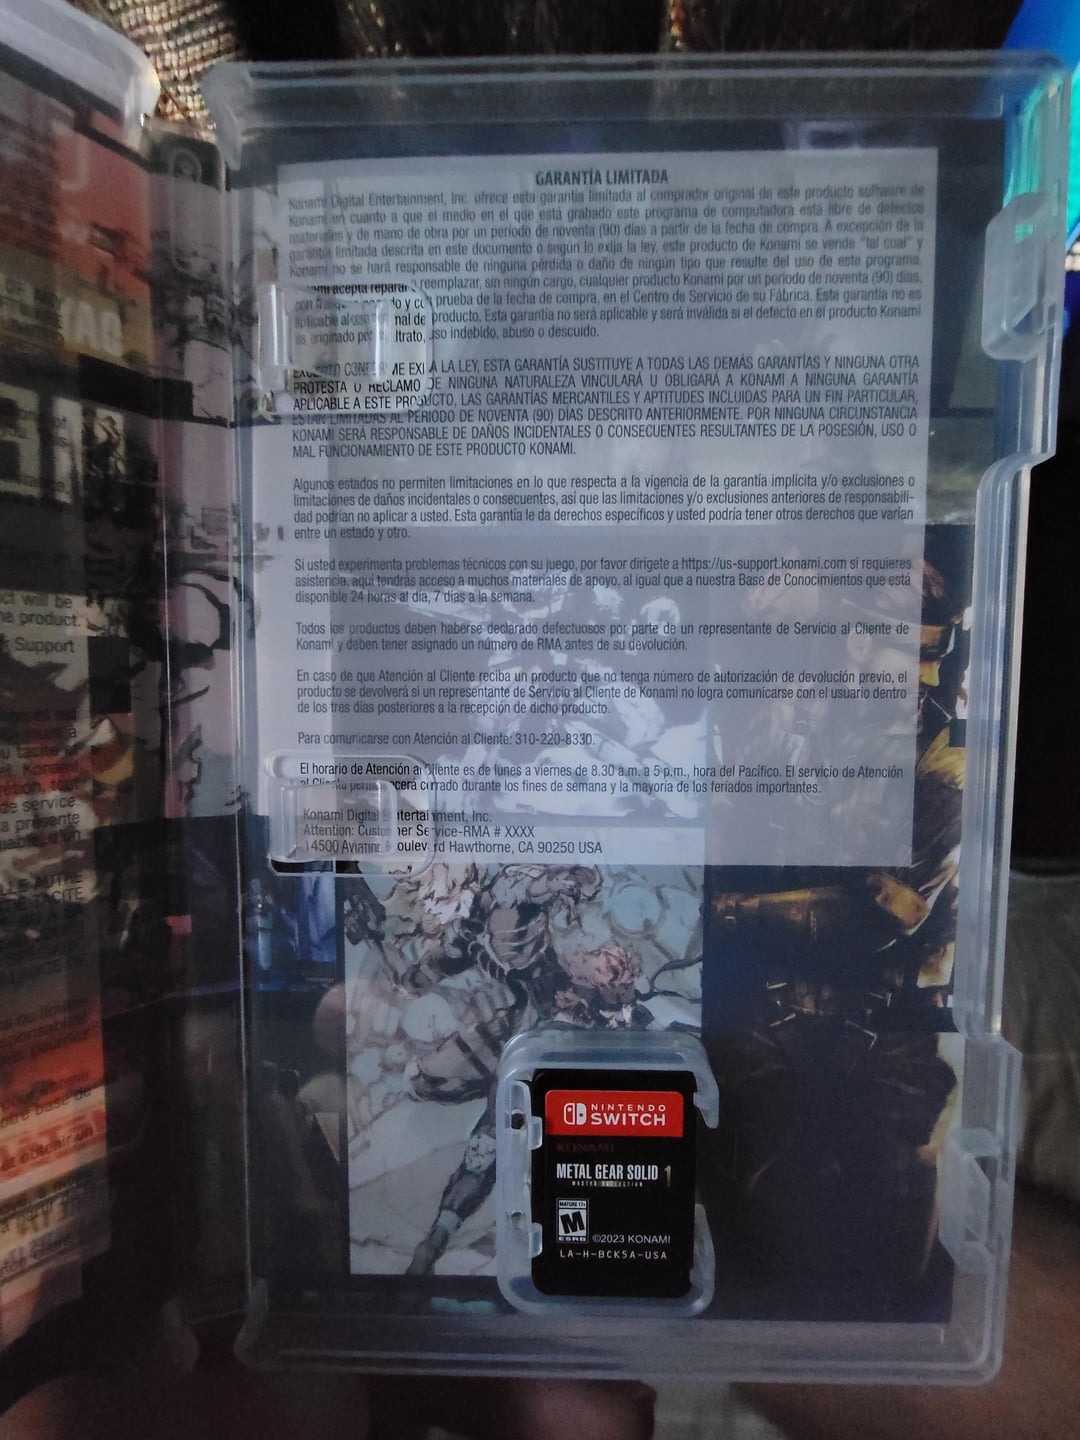 GARANTÍA LIMITADA
Konami Digital Entertainment, Inc. ofrece esta garantía limitada al comprador original de este producto software de
Konami en cuanto a que el medio en el que está grabado este programa de computadora está libre de defectos
materiales y de mano de obra por un período de noventa (90) días a partir de la fecha de compra. A excepción de la
garantía limitada descrita en este documento o según lo exija la ley, este producto de Konami se vende "tal cual" y
Konami no se hará responsable de ninguna pérdida o daño de ningún tipo que resulte del uso de este programa.
acepta reparar reemplazar, sin ningún cargo, cualquier producto Konami por un período de noventa (90) días,
con y con prueba de la fecha de compra, en el Centro de Servicio de su Fábrica. Esta garantía no es
aplicable de producto. Esta garantía no será aplicable y será inválida si el defecto en el producto Konami
es originado por uso indebido, abuso o descuido.
A LA LEY, ESTA GARANTÍA SUSTITUYE A TODAS LAS DEMÁS GARANTÍAS Y NINGUNA OTRA
PROTESTA U RECLAMO DE NINGUNA NATURALEZA VINCULARÁ U OBLIGARÁ A KONAMI A NINGUNA GARANTÍA
APLICABLE A ESTE PRODUCTO, LAS GARANTÍAS MERCANTILES Y APTITUDES INCLUIDAS PARA UN FIN PARTICULAR,
ESTÁN LIMITADAS AL PERIODO DE NOVENTA (90) DÍAS DESCRITO ANTERIORMENTE. POR NINGUNA CIRCUNSTANCIA
KONAMI SERÁ RESPONSABLE DE DAÑOS INCIDENTALES O CONSECUENTES RESULTANTES DE LA POSESIÓN, USO O
MAL FUNCIONAMIENTO DE ESTE PRODUCTO KONAMI.
Algunos estados no permiten limitaciones en lo que respecta a la vigencia de la garantía implícita y/o exclusiones o
limitaciones de daños incidentales o consecuentes, así que las limitaciones y/o exclusiones anteriores de responsabili-
dad podrían no aplicar a usted. Esta garantía le da derechos específicos y usted podría tener otros derechos que varían
entre un estado y otro.
Si usted experimenta problemas técnicos con su juego, por favor dirígete a https://us-support.konami.com si requieres
asistencia, aquí tendrás acceso a muchos materiales de apoyo, al igual que a nuestra Base de Conocimientos que está
disponible 24 horas al día, 7 días a la semana.
Todos los productos deben haberse declarado defectuosos por parte de un representante de Servicio al Cliente de
Konami y deben tener asignado un número de RMA antes de su devolución.
En caso de que Atención al Cliente reciba un producto que no tenga número de autorización de devolución previo, el
producto se devolverá si un representante de Servicio al Cliente de Konami no logra comunicarse con el usuario dentro
de los tres días posteriores a la recepción de dicho producto.
Para comunicarse con Atención al Cliente: 310-220-8330.
El horario de Atención al Cliente es de lunes a viernes de 8.30 a.m. a 5 p.m., hora del Pacífico. El servicio de Atención
al Cliente permanecerá cerrado durante los fines de semana y la mayoría de los feriados importantes.
Konami Digital Entertainment, Inc.
Attention: Customer Service-RMA # XXXX
14500 Aviation Boulevard Hawthorne, CA 90250 USA
NINTENDO
SWITCH
KONAMI
METAL GEAR SOLID 1
MASTER COLLECTION
MATURE 17+
M
ESRB
©2023 KONAMI
LA-H-BCK5A-USA
will be
product.
Support